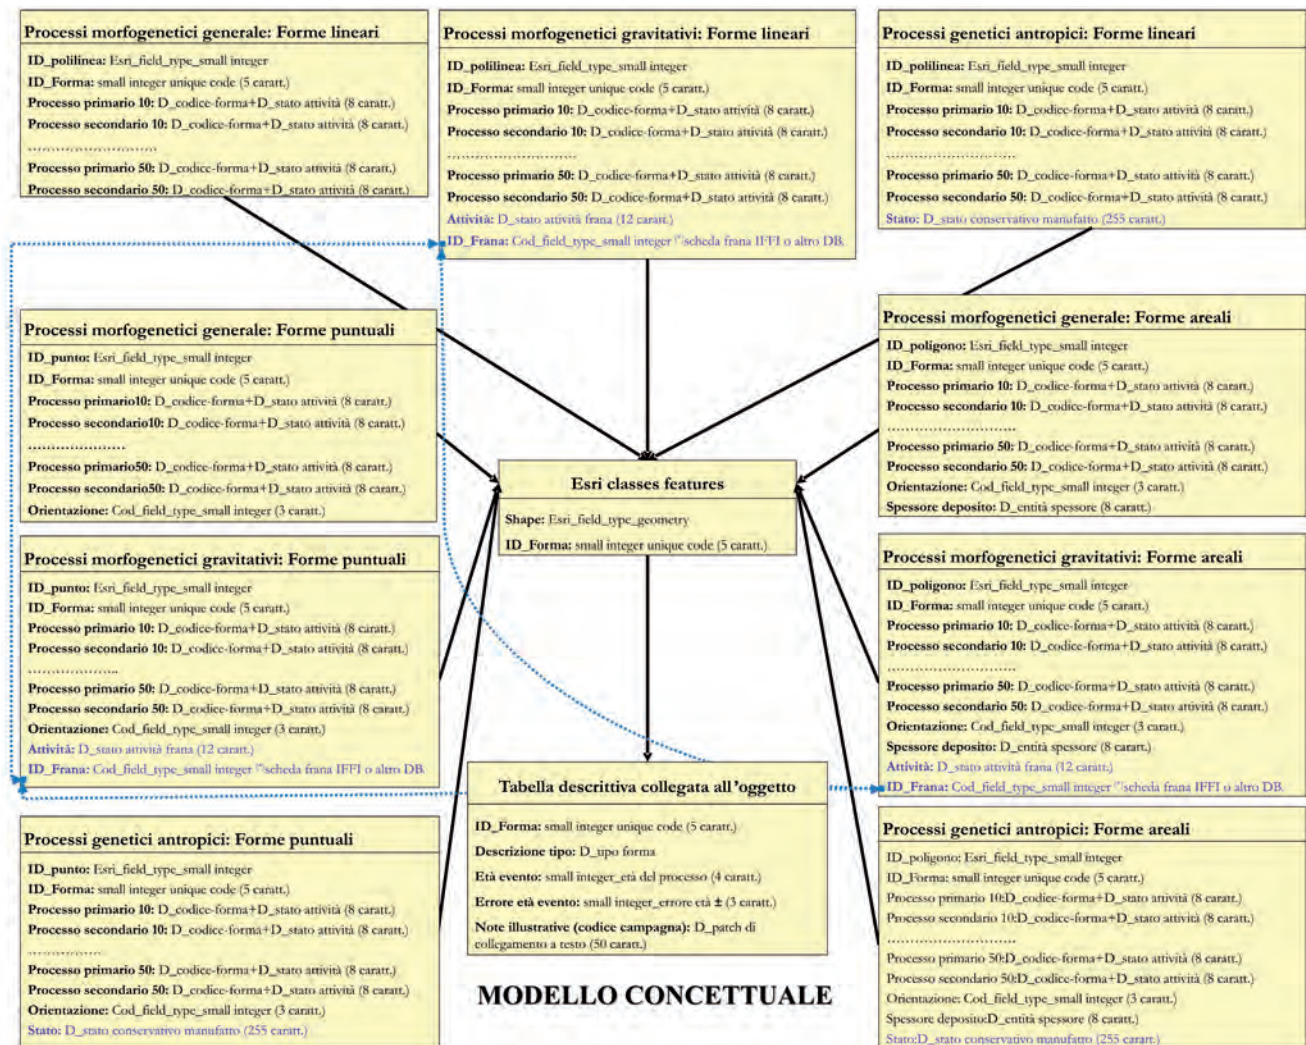 Processi morfogenetici generale: Forme lineari
ID_polilinea: Esri_field_type_small integer
ID_Forma: small integer unique code (5 caratt.)
Processo primario 10: D_codice-forma+D_stato attività (8 caratt.)
Processo secondario 10: D_codice-forma+D_stato attività (8 caratt.)
............................
Processo primario 50: D_codice-forma+D_stato attività (8 caratt.)
Processo secondario 50: D_codice-forma+D_stato attività (8 caratt.)
Processi morfogenetici gravitativi: Forme lineari
ID_polilinea: Esri_field_type_small integer
ID_Forma: small integer unique code (5 caratt.)
Processo primario 10: D_codice-forma+D_stato attività (8 caratt.)
Processo secondario 10: D_codice-forma+D_stato attività (8 caratt.)
............................
Processo primario 50: D_codice-forma+D_stato attività (8 caratt.)
Processo secondario 50: D_codice-forma+D_stato attività (8 caratt.)
Attività: D_stato attività frana (12 caratt.)
ID_Frana: Cod_field_type_small integer scheda frana IFFI o altro DB.
Processi genetici antropici: Forme lineari
ID_polilinea: Esri_field_type_small integer
ID_Forma: small integer unique code (5 caratt.)
Processo primario 10: D_codice-forma+D_stato attività (8 caratt.)
Processo secondario 10: D_codice-forma+D_stato attività (8 caratt.)
............................
Processo primario 50: D_codice-forma+D_stato attività (8 caratt.)
Processo secondario 50: D_codice-forma+D_stato attività (8 caratt.)
Stato: D_stato conservativo manufatto (255 caratt.)
Processi morfogenetici generale: Forme puntuali
ID_punto: Esri_field_type_small integer
ID_Forma: small integer unique code (5 caratt.)
Processo primario10: D_codice-forma+D_stato attività (8 caratt.)
Processo secondario10: D_codice-forma+D_stato attività (8 caratt.)
.....................
Processo primario50: D_codice-forma+D_stato attività (8 caratt.)
Processo secondario50: D_codice-forma+D_stato attività (8 caratt.)
Orientazione: Cod_field_type_small integer (3 caratt.)
Processi morfogenetici generale: Forme areali
ID_poligono: Esri_field_type_small integer
ID_Forma: small integer unique code (5 caratt.)
Processo primario 10: D_codice-forma+D_stato attività (8 caratt.)
Processo secondario 10: D_codice-forma+D_stato attività (8 caratt.)
............................
Processo primario 50: D_codice-forma+D_stato attività (8 caratt.)
Processo secondario 50: D_codice-forma+D_stato attività (8 caratt.)
Orientazione: Cod_field_type_small integer (3 caratt.)
Spessore deposito: D_entità spessore (8 caratt.)
Esri classes features
Shape: Esri_field_type_geometry
ID_Forma: small integer unique code (5 caratt.)
Processi morfogenetici gravitativi: Forme puntuali
ID_punto: Esri_field_type_small integer
ID_Forma: small integer unique code (5 caratt.)
Processo primario 10: D_codice-forma+D_stato attività (8 caratt.)
Processo secondario 10: D_codice-forma+D_stato attività (8 caratt.)
....................
Processo primario 50: D_codice-forma+D_stato attività (8 caratt.)
Processo secondario 50: D_codice-forma+D_stato attività (8 caratt.)
Orientazione: Cod_field_type_small integer (3 caratt.)
Attività: D_stato attività frana (12 caratt.)
ID_Frana: Cod_field_type_small integer scheda frana IFFI o altro DB.
Processi morfogenetici gravitativi: Forme areali
ID_poligono: Esri_field_type_small integer
ID_Forma: small integer unique code (5 caratt.)
Processo primario 10: D_codice-forma+D_stato attività (8 caratt.)
Processo secondario 10: D_codice-forma+D_stato attività (8 caratt.)
............................
Processo primario 50: D_codice-forma+D_stato attività (8 caratt.)
Processo secondario 50: D_codice-forma+D_stato attività (8 caratt.)
Orientazione: Cod_field_type_small integer (3 caratt.)
Spessore deposito: D_entità spessore (8 caratt.)
Attività: D_stato attività frana (12 caratt.)
ID_Frana: Cod_field_type_small integer scheda frana IFFI o altro DB.
Tabella descrittiva collegata all'oggetto
ID_Forma: small integer unique code (5 caratt.)
Descrizione tipo: D_tipo forma
Età evento: small integer_età del processo (4 caratt.)
Errore età evento: small integer_errore età ± (3 caratt.)
Note illustrative (codice campagna): D_patch di
collegamento a testo (50 caratt.)
Processi genetici antropici: Forme puntuali
ID_punto: Esri_field_type_small integer
ID_Forma: small integer unique code (5 caratt.)
Processo primario 10: D_codice-forma+D_stato attività (8 caratt.)
Processo secondario 10: D_codice-forma+D_stato attività (8 caratt.)
................
Processo primario 50: D_codice-forma+D_stato attività (8 caratt.)
Processo secondario 50: D_codice-forma+D_stato attività (8 caratt.)
Orientazione: Cod_field_type_small integer (3 caratt.)
Stato: D_stato conservativo manufatto (255 caratt.)
Processi genetici antropici: Forme areali
ID_poligono: Esri_field_type_small integer
ID_Forma: small integer unique code (5 caratt.)
Processo primario 10:D_codice-forma+D_stato attività (8 caratt.)
Processo secondario 10:D_codice-forma+D_stato attività (8 caratt.)
............................
Processo primario 50:D_codice-forma+D_stato attività (8 caratt.)
Processo secondario 50:D_codice-forma+D_stato attività (8 caratt.)
Orientazione: Cod_field_type_small integer (3 caratt.)
Spessore deposito:D_entità spessore (8 caratt.)
Stato:D_stato conservativo manufatto (255 caratt.)
MODELLO CONCETTUALE